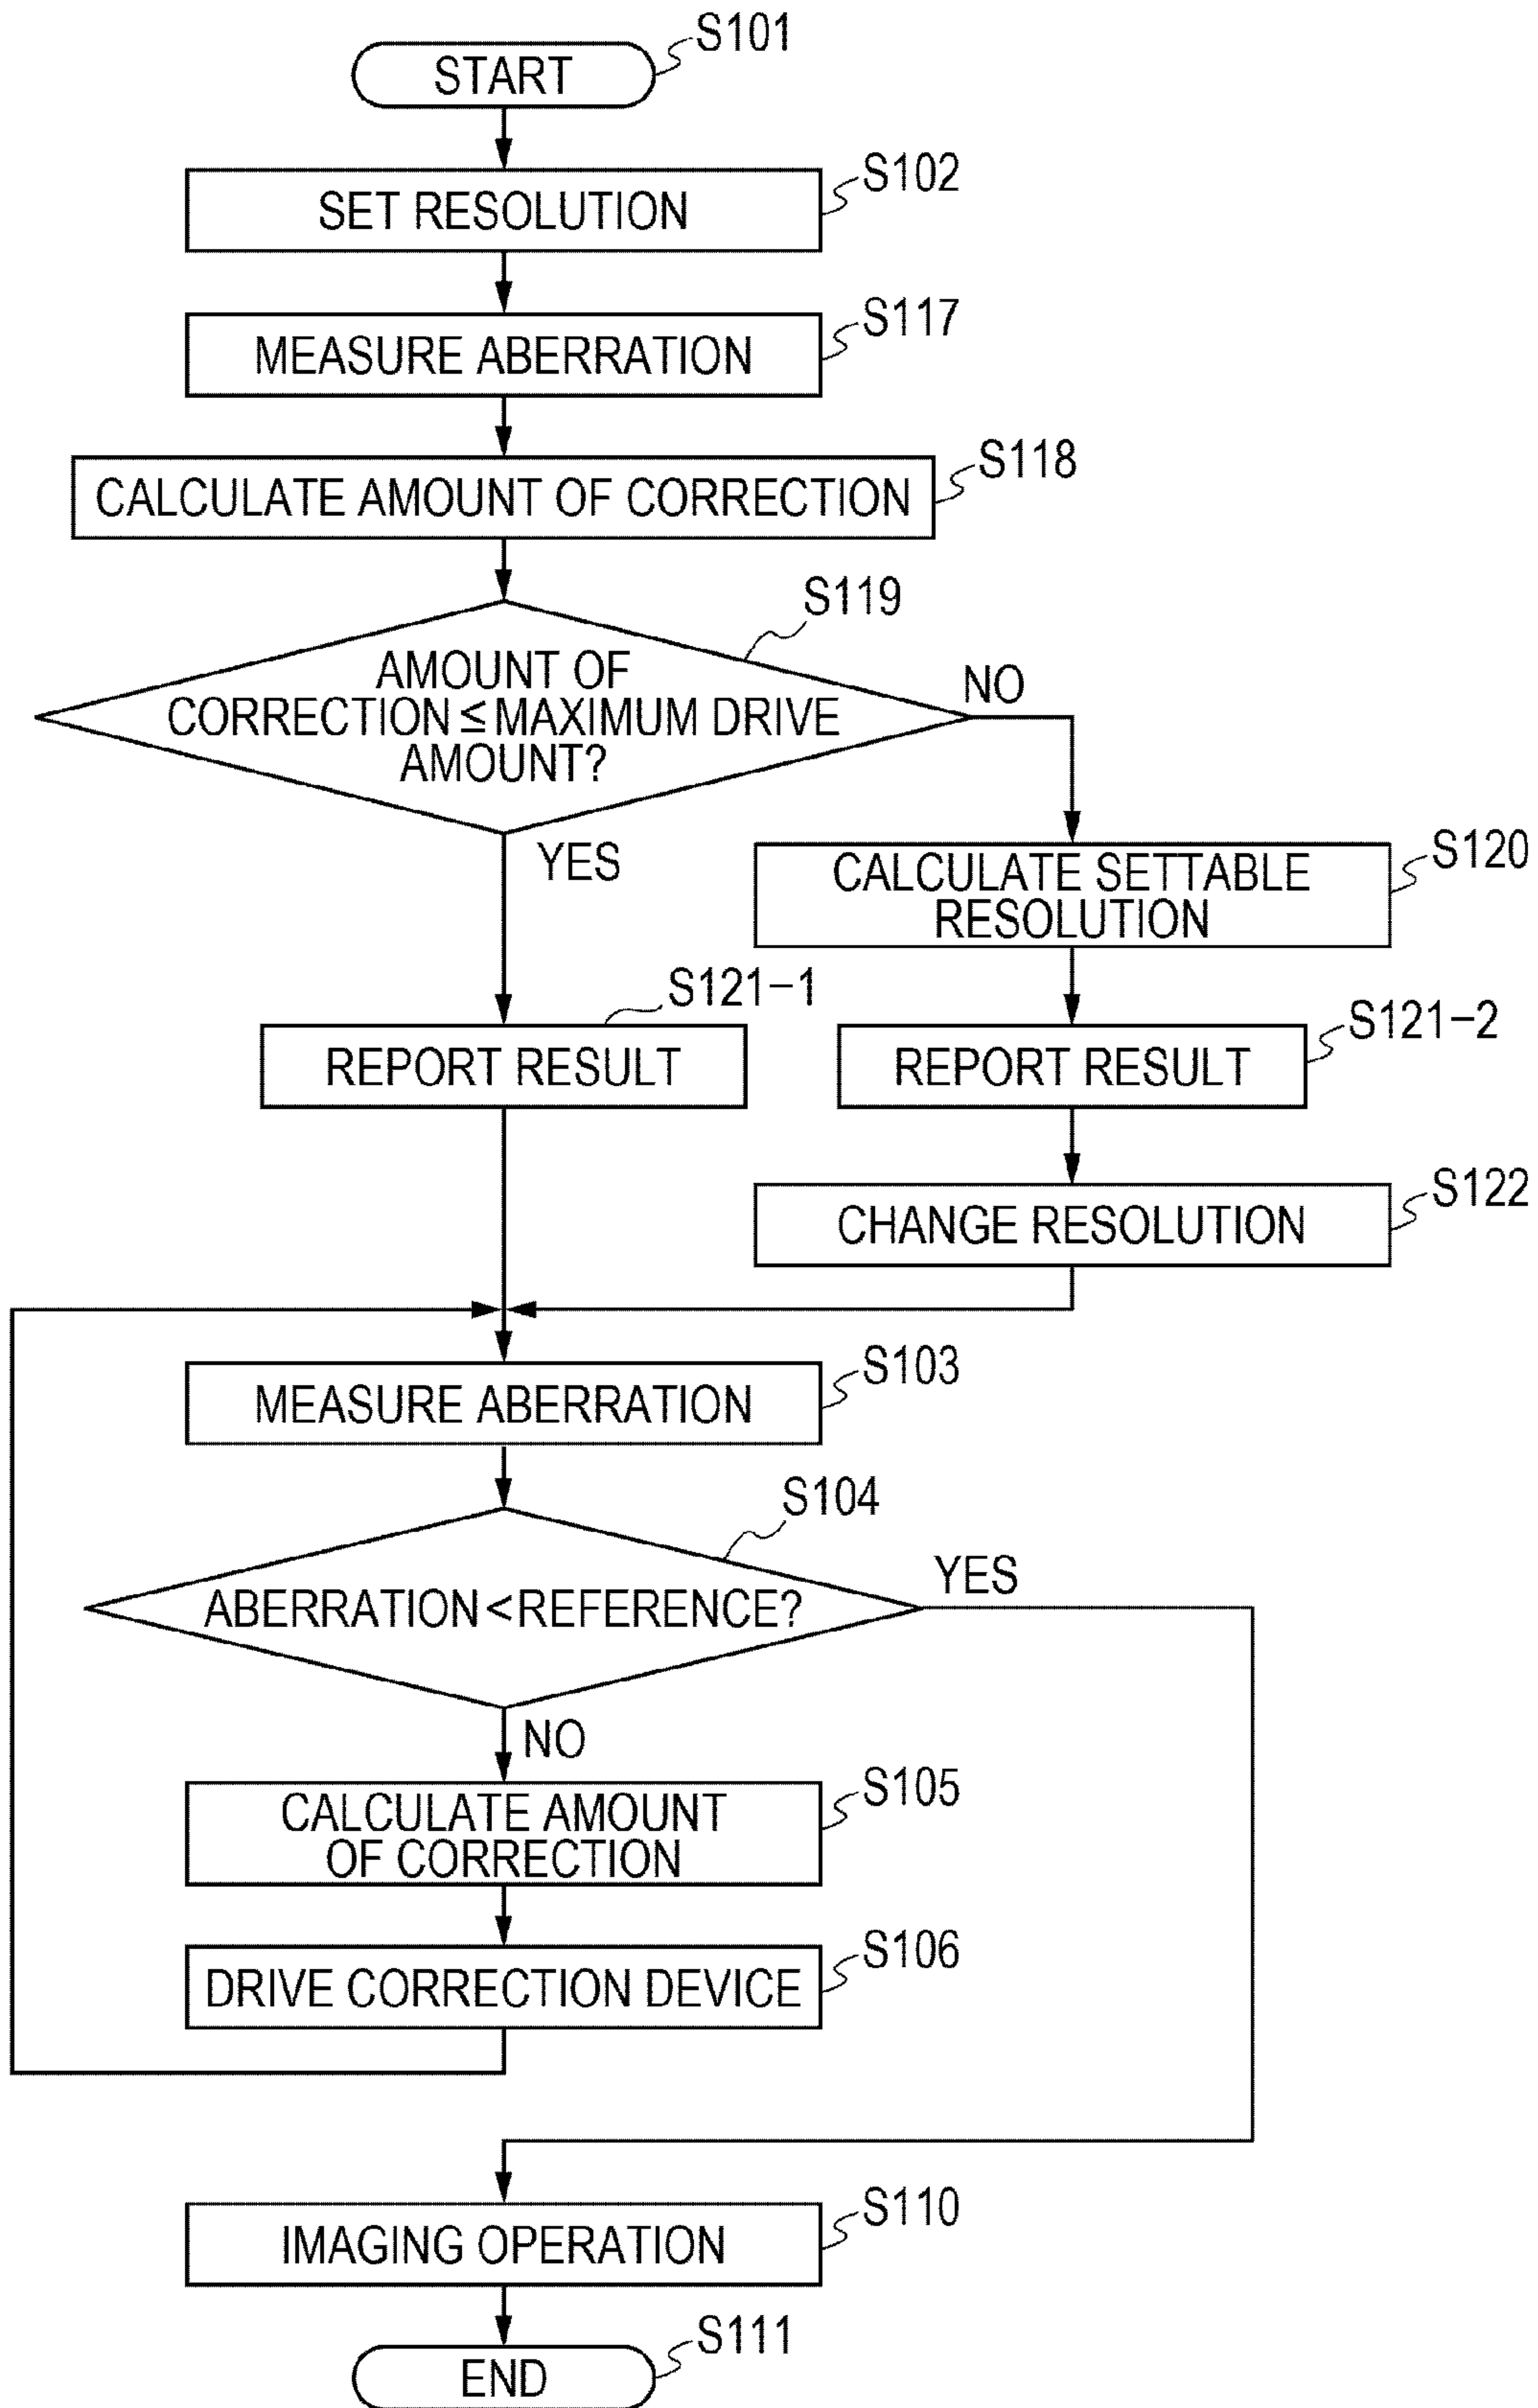 START
S101
SET RESOLUTION
S102
MEASURE ABERRATION
S117
CALCULATE AMOUNT OF CORRECTION
S118
S119
AMOUNT OF
CORRECTION ≤ MAXIMUM DRIVE
AMOUNT?
NO
YES
CALCULATE SETTABLE
RESOLUTION
S120
S121-1
REPORT RESULT
REPORT RESULT
S121-2
CHANGE RESOLUTION
S122
MEASURE ABERRATION
S103
S104
ABERRATION < REFERENCE?
YES
NO
CALCULATE AMOUNT
OF CORRECTION
S105
DRIVE CORRECTION DEVICE
S106
IMAGING OPERATION
S110
END
S111